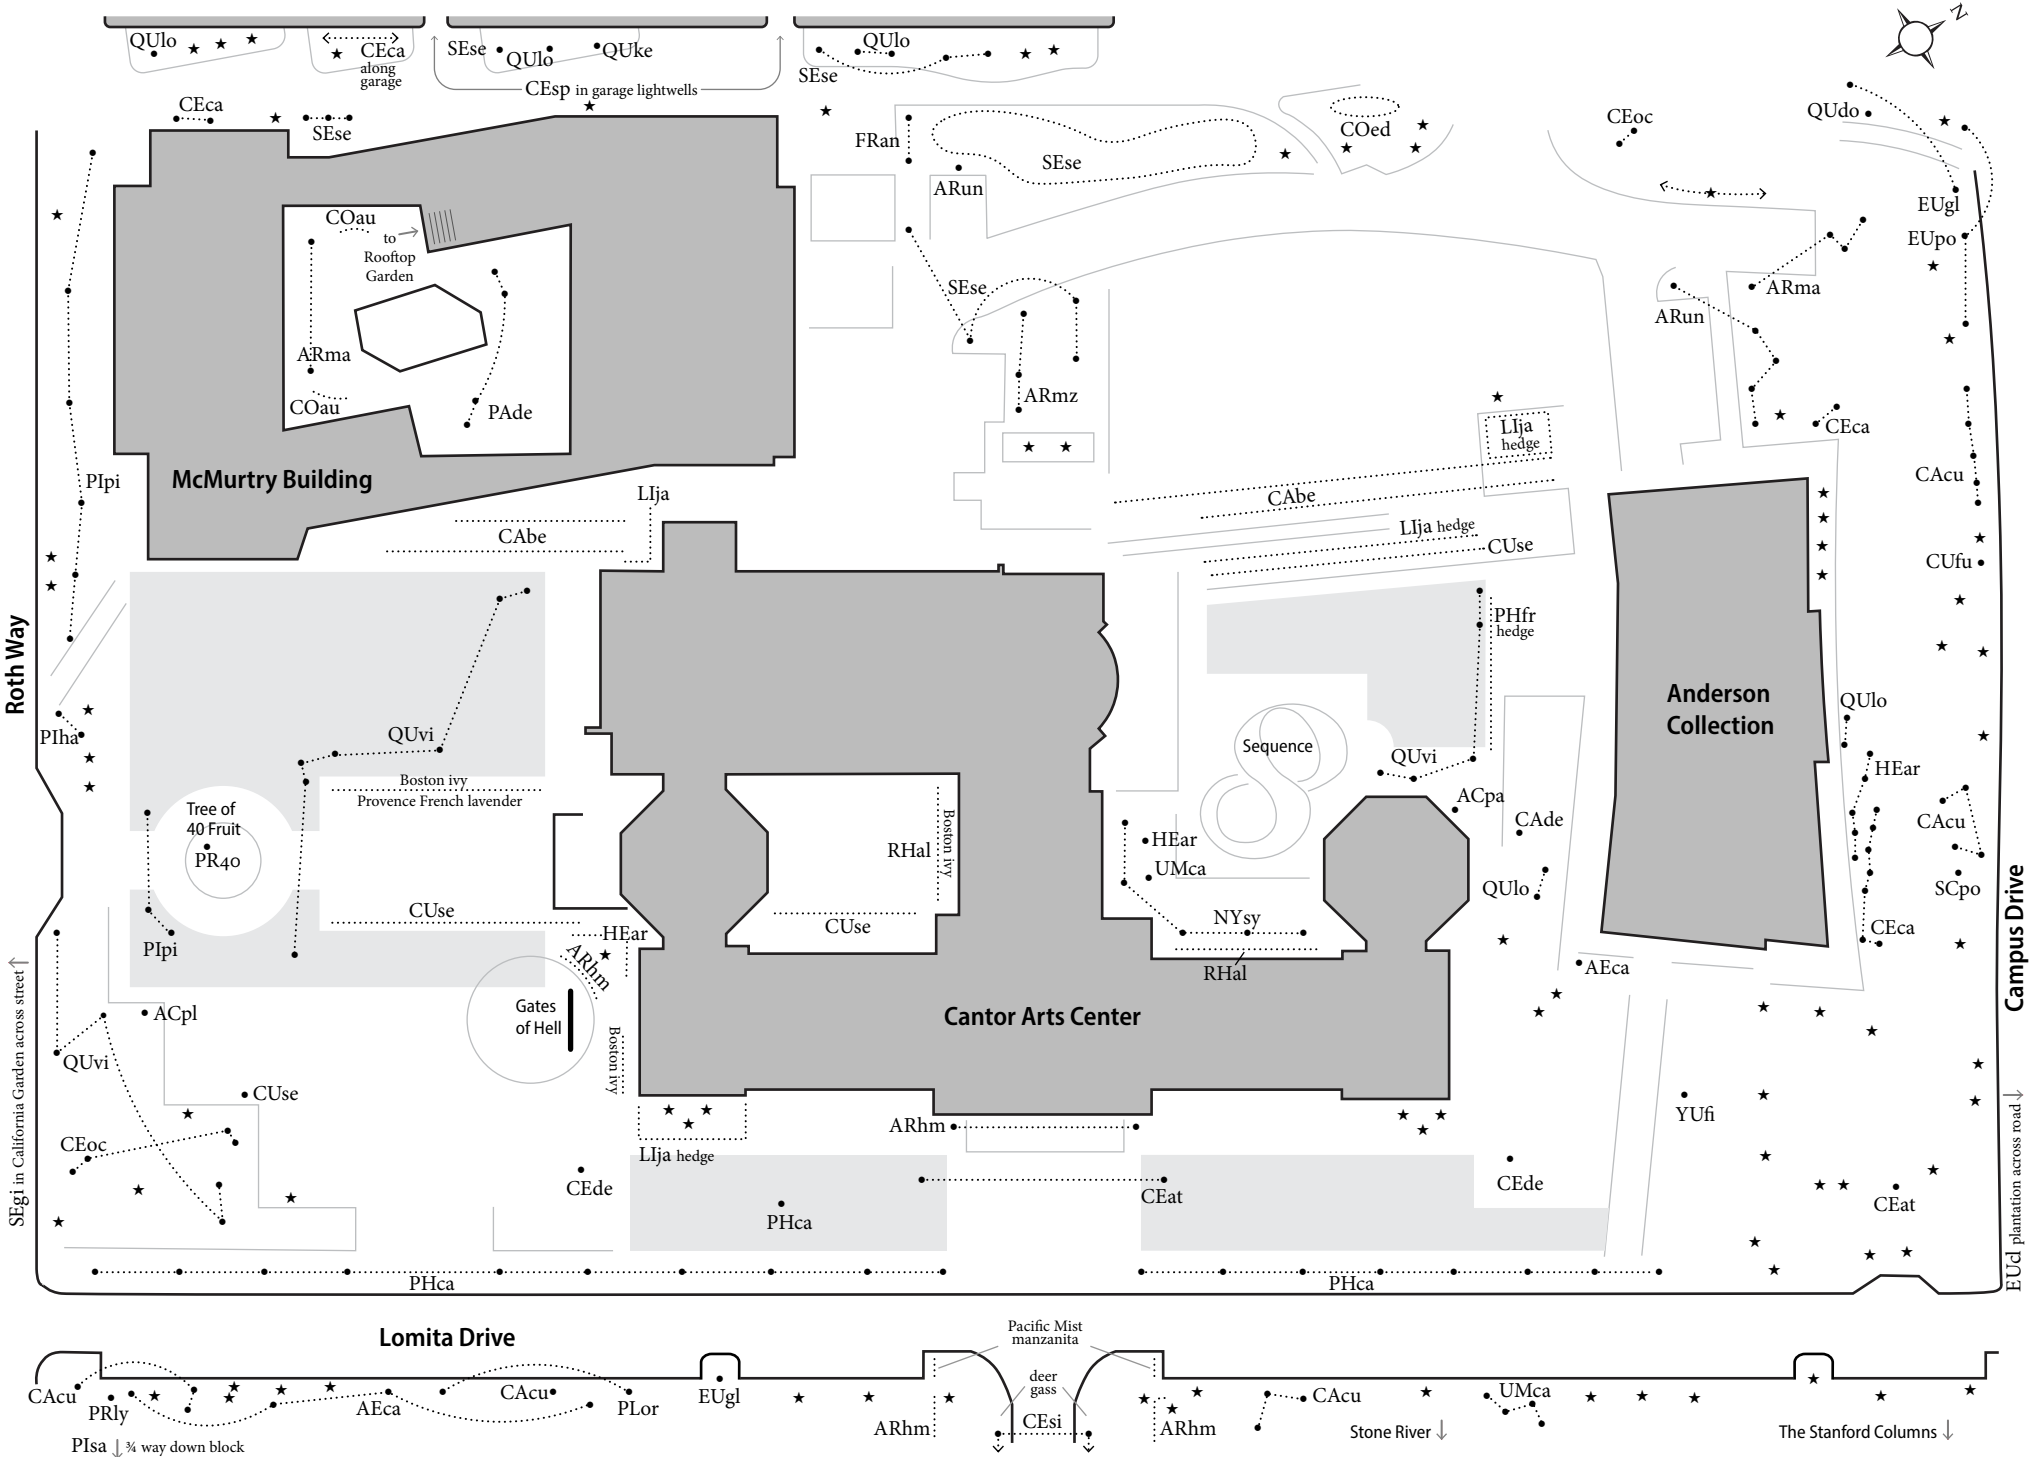 N
QUlo
CEca
along
garage
SEse
QUlo
QUke
QUlo
SEse
CEsp in garage lightwells
CEca
SEse
FRan
ARun
SEse
COed
CEoc
QUdo
EUgl
EUpo
COau
to
Rooftop
Garden
ARma
COau
PAde
SEse
ARmz
ARma
ARun
CEca
LIja
hedge
CAcu
PIpi
McMurtry Building
LIja
CAbe
CAbe
LIja hedge
CUse
CUfu
Roth Way
PIha
QUvi
Boston ivy
Provence French lavender
PHfr
hedge
Anderson
Collection
QUlo
Sequence
QUvi
HEar
ACpa
CAde
CAcu
Tree of
40 Fruit
PR40
RHal
Boston ivy
HEar
UMca
QUlo
SCpo
CUse
CUse
NYsy
CEca
PIpi
HEar
ARhm
RHal
AEca
Campus Drive
Gates
of Hell
Cantor Arts Center
ACpl
QUvi
Boston ivy
SEgi in California Garden across street
CUse
CEoc
ARhm
YUfi
LIja hedge
CEde
PHca
CEat
CEde
CEat
EUcl plantation across road
PHca
PHca
Lomita Drive
Pacific Mist
manzanita
deer
gass
CAcu
PRly
AEca
CAcu
PLor
EUgl
ARhm
CEsi
ARhm
CAcu
UMca
Stone River
The Stanford Columns
PIsa ¾ way down block